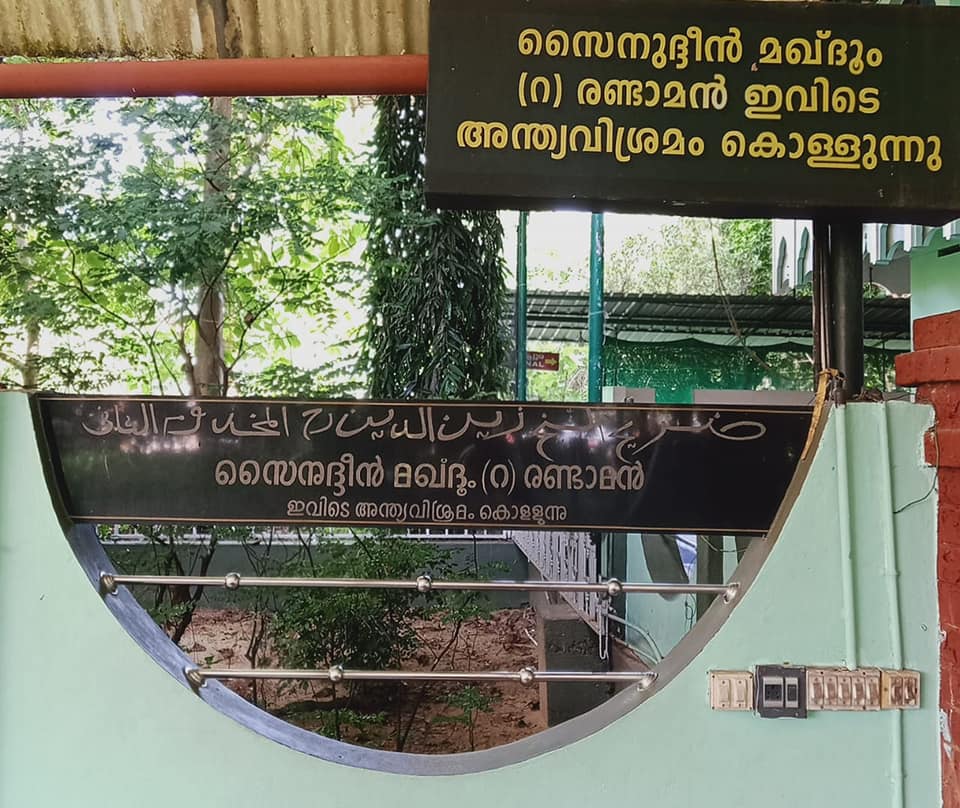 സൈനുദ്ദീൻ മഖ്ദൂം
(റ) രണ്ടാമൻ ഇവിടെ
അന്ത്യവിശ്രമം കൊള്ളുന്നു
ضريح الشيخ زين الدين المخدوم الثاني
സൈനുദ്ദീൻ മഖ്ദൂം (റ) രണ്ടാമൻ
ഇവിടെ അന്ത്യവിശ്രമം കൊള്ളുന്നു